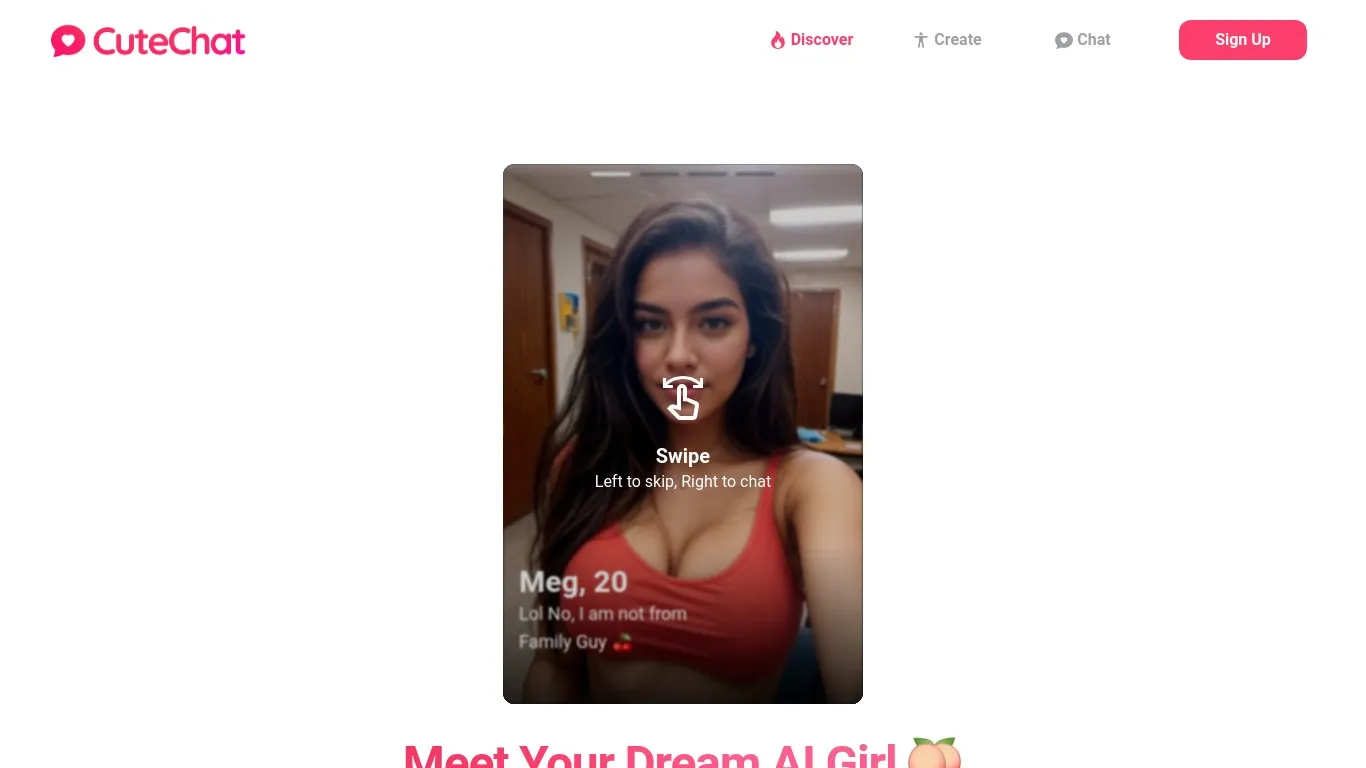 CuteChat
Discover
Create
Chat
Sign Up
Swipe
Left to skip, Right to chat
Meg, 20
Lol No, I am not from
Family Guy 🍒
Meet Your Dream AI Girl 🍑